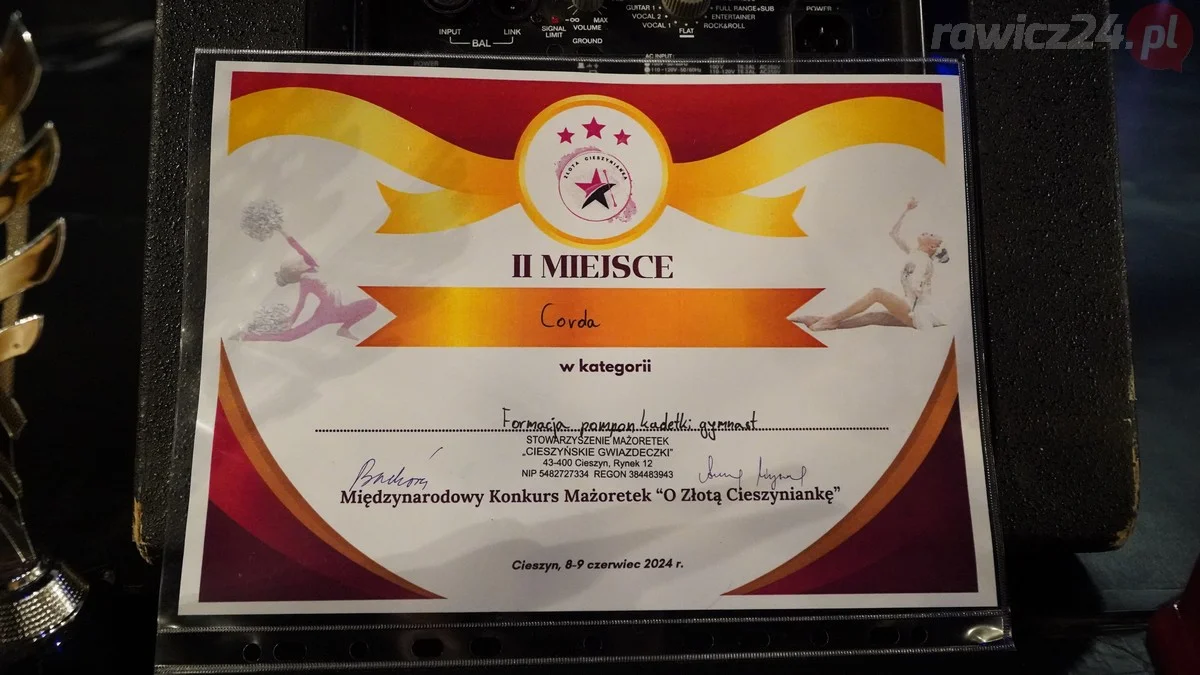 INPUT
LINK
BAL
SIGNAL
LIMIT
-∞ MAX
VOLUME
GROUND
GUITAR 1
VOCAL 2
VOCAL 1
FLAT
FULL RANGE+SUB
ENTERTAINER
ROCK&ROLL
POWER
POWER
AC INPUT
rawicz24.pl
ZŁOTA CIESZYNIANKA
II MIEJSCE
Corda
w kategorii
Formacja pompon kadetki gymnast
STOWARZYSZENIE MAŻORETEK
„CIESZYŃSKIE GWIAZDECZKI"
43-400 Cieszyn, Rynek 12
NIP 5482727334 REGON 384483943
Międzynarodowy Konkurs Mażoretek “O Złotą Cieszyniankę”
Cieszyn, 8-9 czerwiec 2024 r.